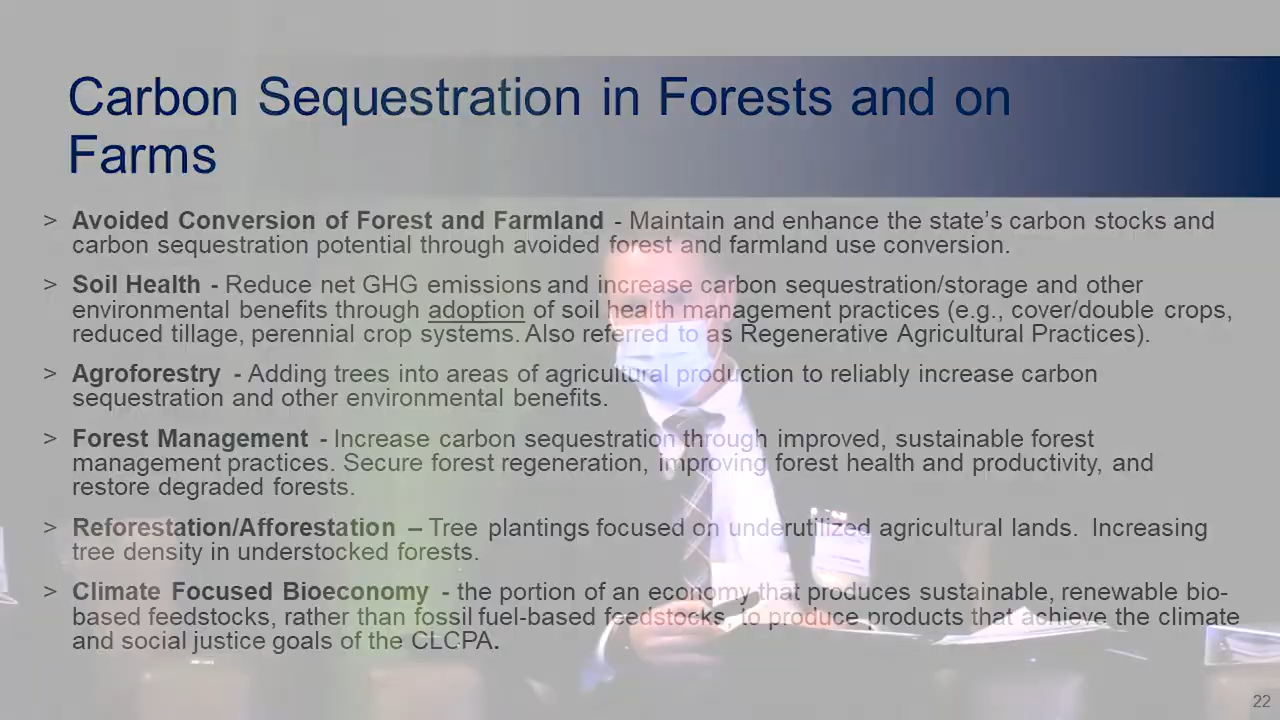 Carbon Sequestration in Forests and on
Farms
> Avoided Conversion of Forest and Farmland - Maintain and enhance the state’s carbon stocks and
carbon sequestration potential through avoided forest and farmland use conversion.
> Soil Health - Reduce net GHG emissions and increase carbon sequestration/storage and other
environmental benefits through adoption of soil health management practices (e.g., cover/double crops,
reduced tillage, perennial crop systems. Also referred to as Regenerative Agricultural Practices).
> Agroforestry - Adding trees into areas of agricultural production to reliably increase carbon
sequestration and other environmental benefits.
> Forest Management - Increase carbon sequestration through improved, sustainable forest
management practices. Secure forest regeneration, improving forest health and productivity, and
restore degraded forests.
> Reforestation/Afforestation – Tree plantings focused on underutilized agricultural lands. Increasing
tree density in understocked forests.
> Climate Focused Bioeconomy - the portion of an economy that produces sustainable, renewable bio-
based feedstocks, rather than fossil fuel-based feedstocks, to produce products that achieve the climate
and social justice goals of the CLCPA.
22